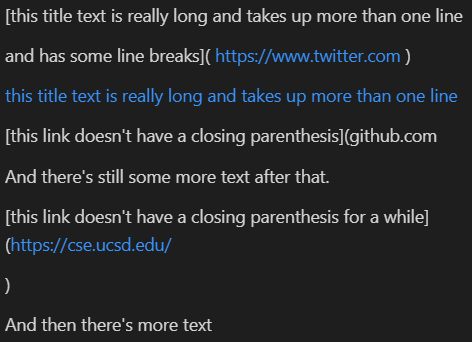 [this title text is really long and takes up more than one line
and has some line breaks]( https://www.twitter.com )
this title text is really long and takes up more than one line
[this link doesn't have a closing parenthesis](github.com
And there's still some more text after that.
[this link doesn't have a closing parenthesis for a while]
(https://cse.ucsd.edu/
)
And then there's more text